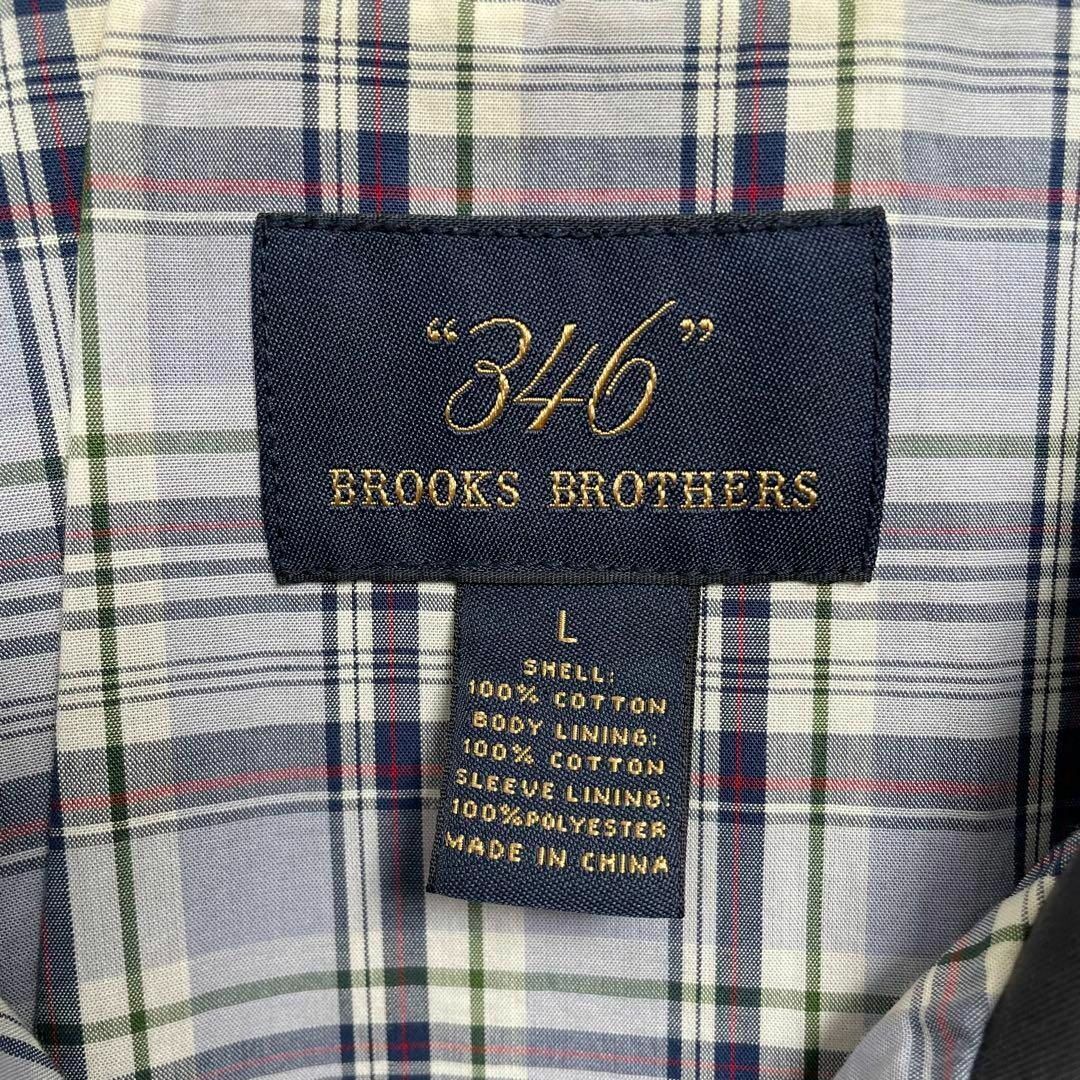 “346”
BROOKS BROTHERS
L
SHELL:
100% COTTON
BODY LINING:
100% COTTON
SLEEVE LINING:
100%POLYESTER
MADE IN CHINA